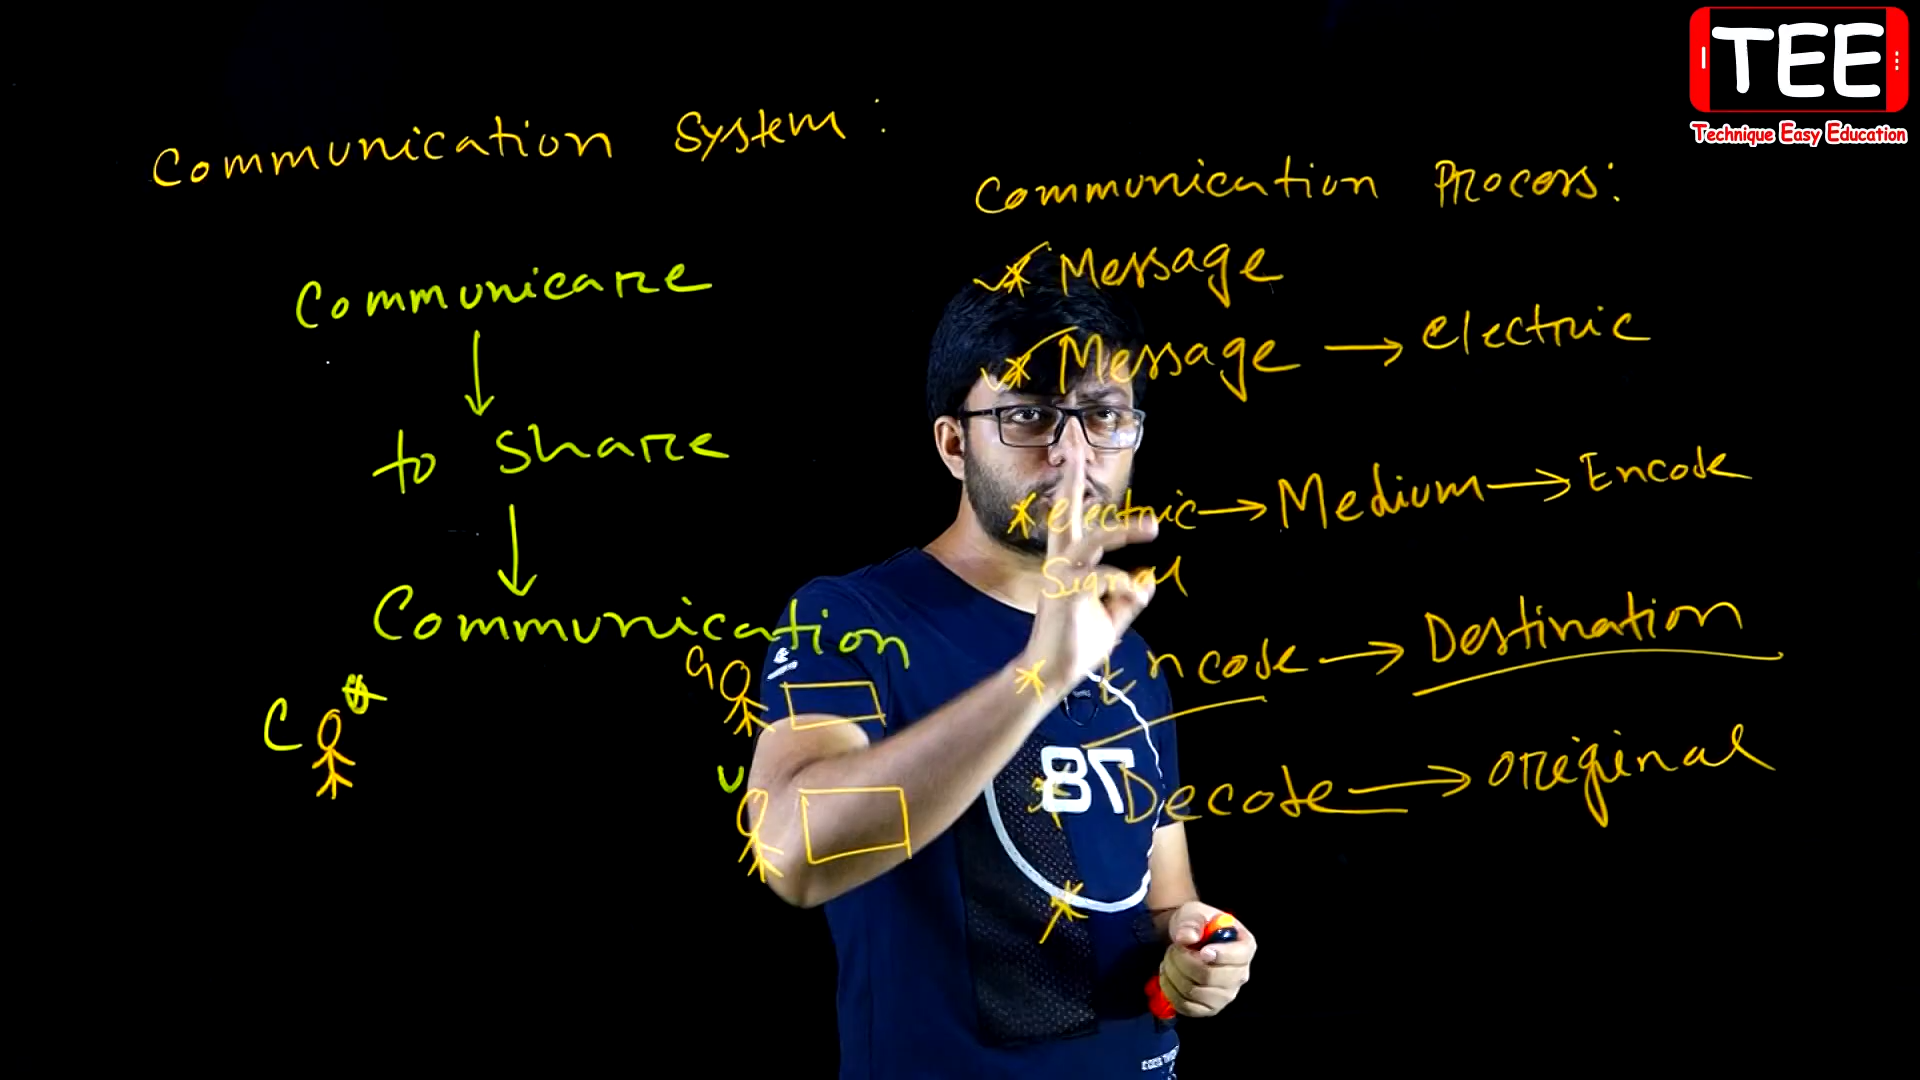 TEE
Technique Easy Education
Communication System:
Communicare
to share
Communication
C
G
U
Communication Process:
* Message
* Message → electric
* electric → Medium → Encode
Signal
* Encode → Destination
* Decode → original
*
87